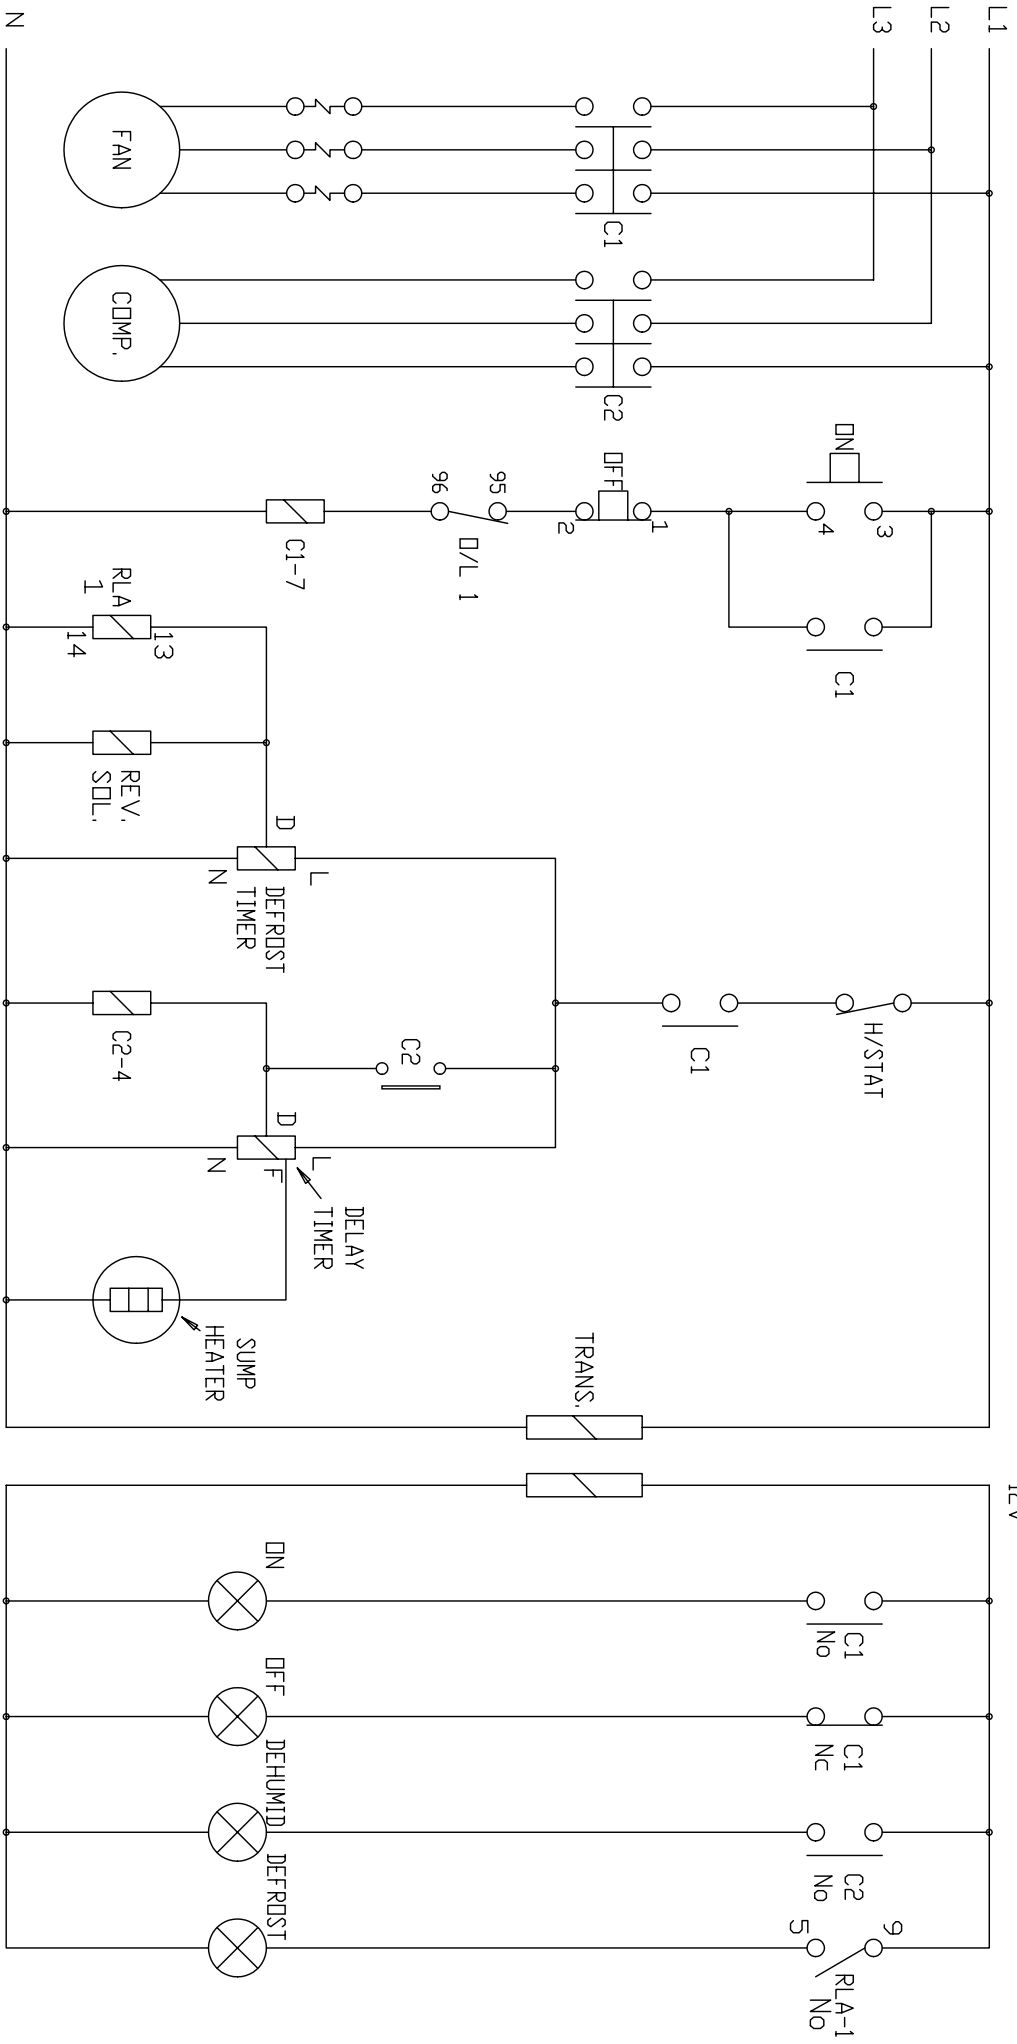 L1
L2
L3
N
FAN
C1
COMP.
C2
ON
3
4
C1
OFF
1
2
95
96
O/L 1
C1-7
RLA
1
13
14
REV.
SOL.
D
L
N
DEFROST
TIMER
H/STAT
C1
C2
C2-4
D
L
F
N
DELAY
TIMER
SUMP
HEATER
TRANS.
ON
C1
No
OFF
C1
Nc
DEHUMID
C2
No
DEFROST
9
5
RLA-1
No